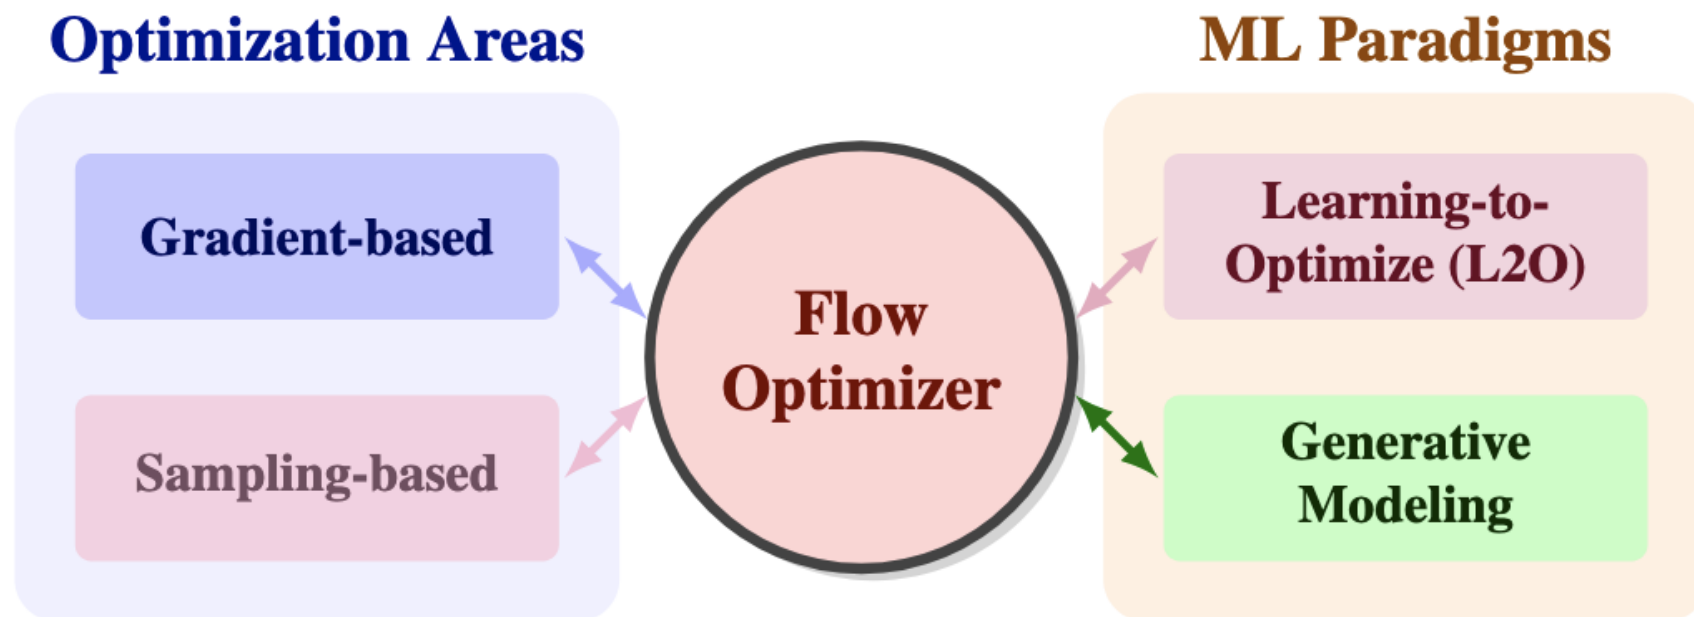 Optimization Areas
ML Paradigms
Gradient-based
Sampling-based
Flow
Optimizer
Learning-to-
Optimize (L2O)
Generative
Modeling